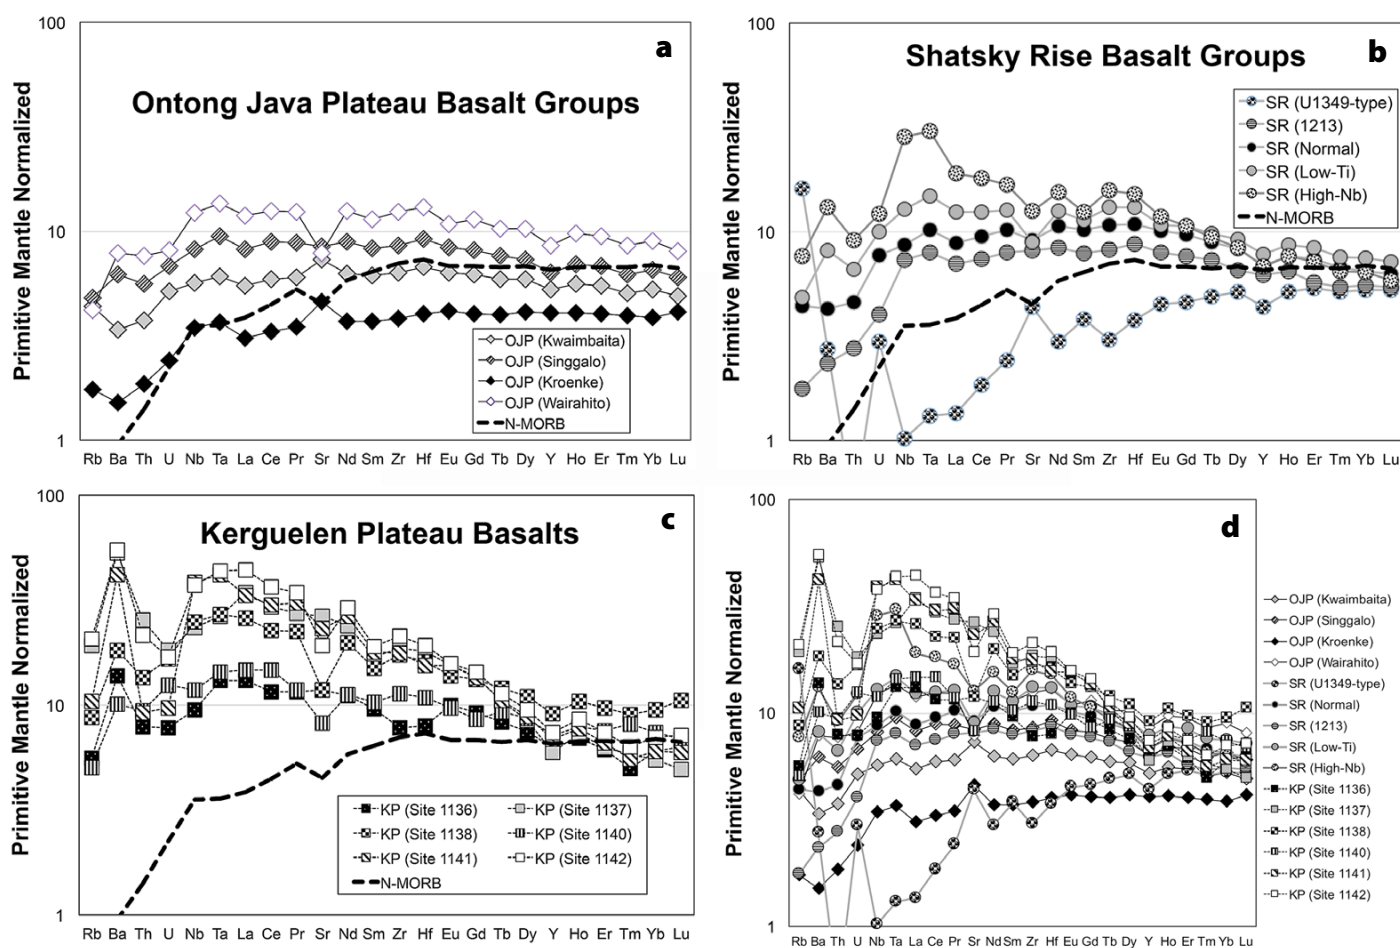 100
a
Ontong Java Plateau Basalt Groups
Primitive Mantle Normalized
10
OJP (Kwaimbaita)
OJP (Singgalo)
OJP (Kroenke)
OJP (Wairahito)
N-MORB
1
Rb Ba Th U Nb Ta La Ce Pr Sr Nd Sm Zr Hf Eu Gd Tb Dy Y Ho Er Tm Yb Lu
100
b
Shatsky Rise Basalt Groups
Primitive Mantle Normalized
SR (U1349-type)
SR (1213)
SR (Normal)
SR (Low-Ti)
SR (High-Nb)
N-MORB
10
1
Rb Ba Th U Nb Ta La Ce Pr Sr Nd Sm Zr Hf Eu Gd Tb Dy Y Ho Er Tm Yb Lu
100
c
Kerguelen Plateau Basalts
Primitive Mantle Normalized
10
KP (Site 1136) KP (Site 1137)
KP (Site 1138) KP (Site 1140)
KP (Site 1141) KP (Site 1142)
N-MORB
1
Rb Ba Th U Nb Ta La Ce Pr Sr Nd Sm Zr Hf Eu Gd Tb Dy Y Ho Er Tm Yb Lu
100
d
Primitive Mantle Normalized
10
1
Rb Ba Th U Nb Ta La Ce Pr Sr Nd Sm Zr Hf Eu Gd Tb Dy Y Ho Er Tm Yb Lu
OJP (Kwaimbaita)
OJP (Singgalo)
OJP (Kroenke)
OJP (Wairahito)
SR (U1349-type)
SR (Normal)
SR (1213)
SR (Low-Ti)
SR (High-Nb)
KP (Site 1136)
KP (Site 1137)
KP (Site 1138)
KP (Site 1140)
KP (Site 1141)
KP (Site 1142)